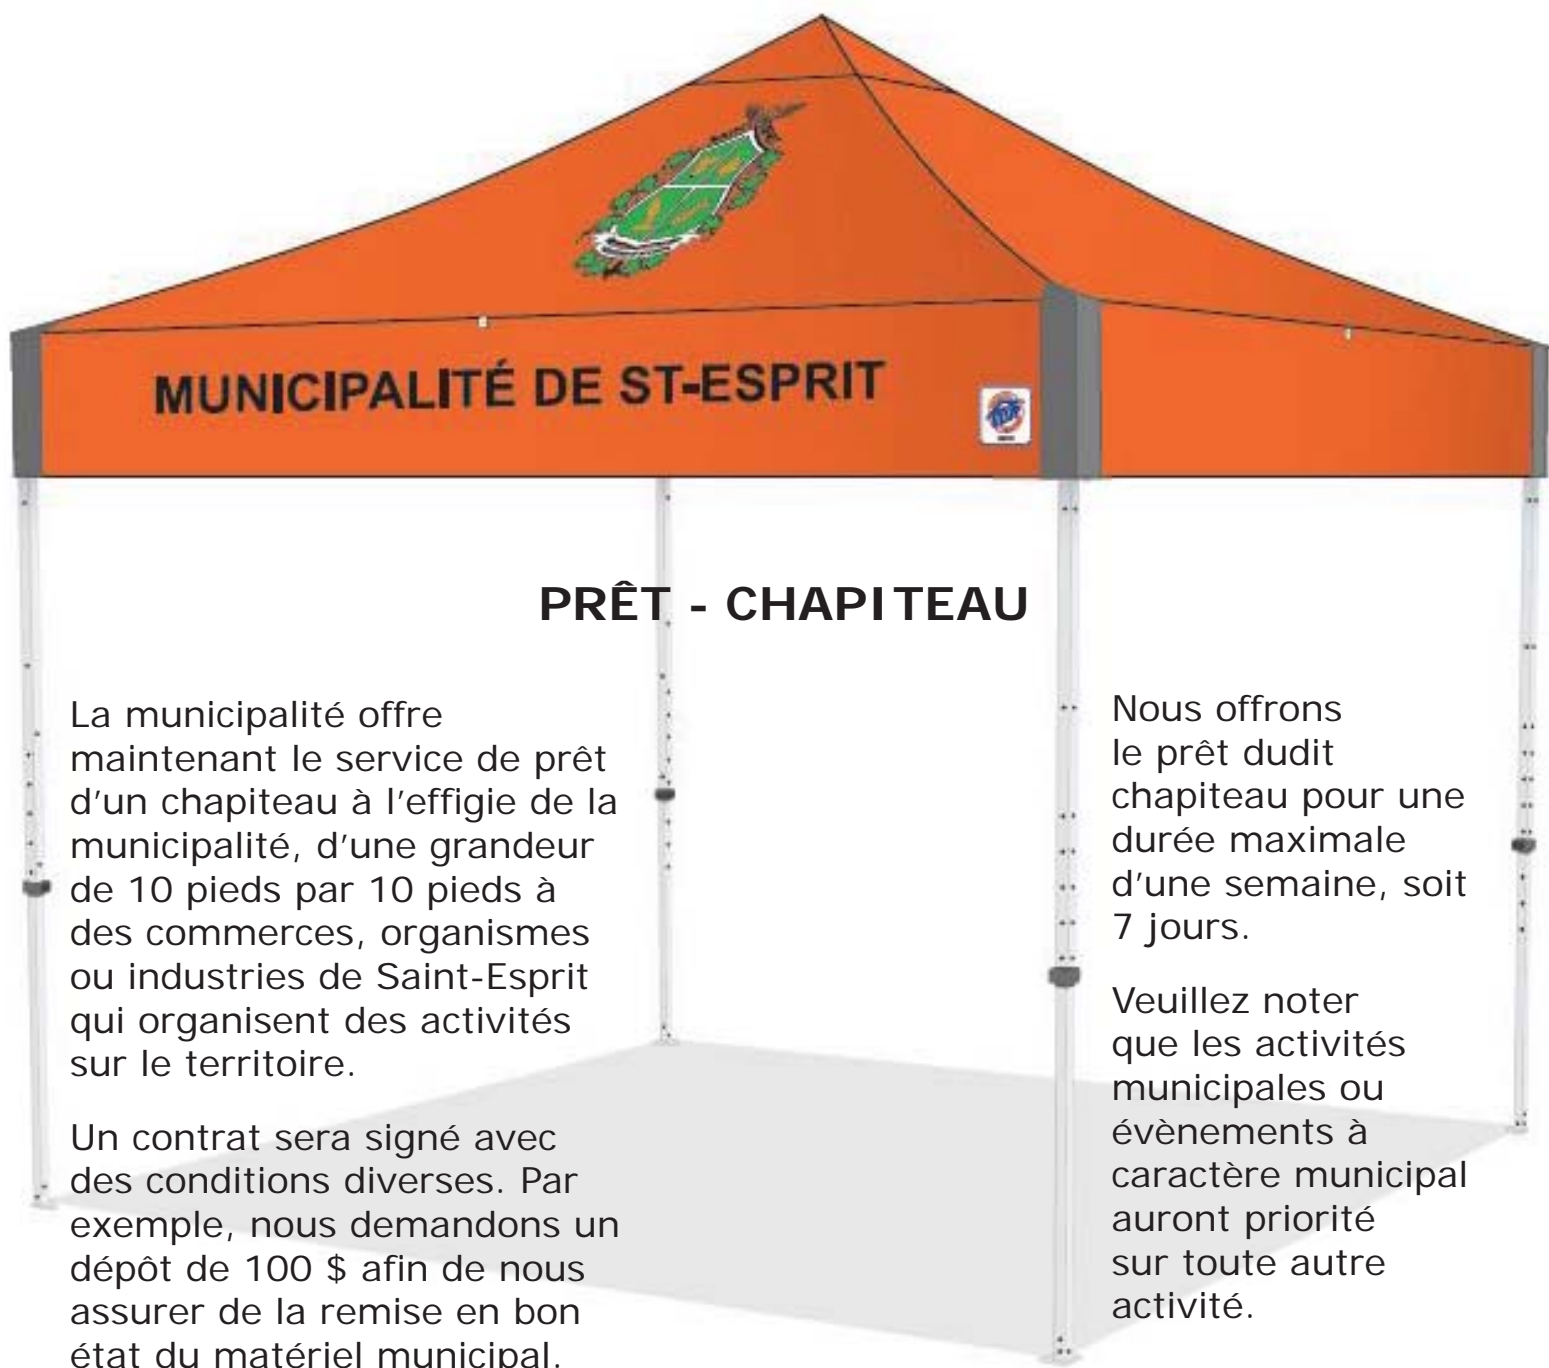 MUNICIPALITÉ DE ST-ESPRIT
PRÊT - CHAPITEAU
La municipalité offre
maintenant le service de prêt
d'un chapiteau à l'effigie de la
municipalité, d'une grandeur
de 10 pieds par 10 pieds à
des commerces, organismes
ou industries de Saint-Esprit
qui organisent des activités
sur le territoire.
Un contrat sera signé avec
des conditions diverses. Par
exemple, nous demandons un
dépôt de 100 $ afin de nous
assurer de la remise en bon
état du matériel municipal.
Nous offrons
le prêt dudit
chapiteau pour une
durée maximale
d'une semaine, soit
7 jours.
Veuillez noter
que les activités
municipales ou
évènements à
caractère municipal
auront priorité
sur toute autre
activité.